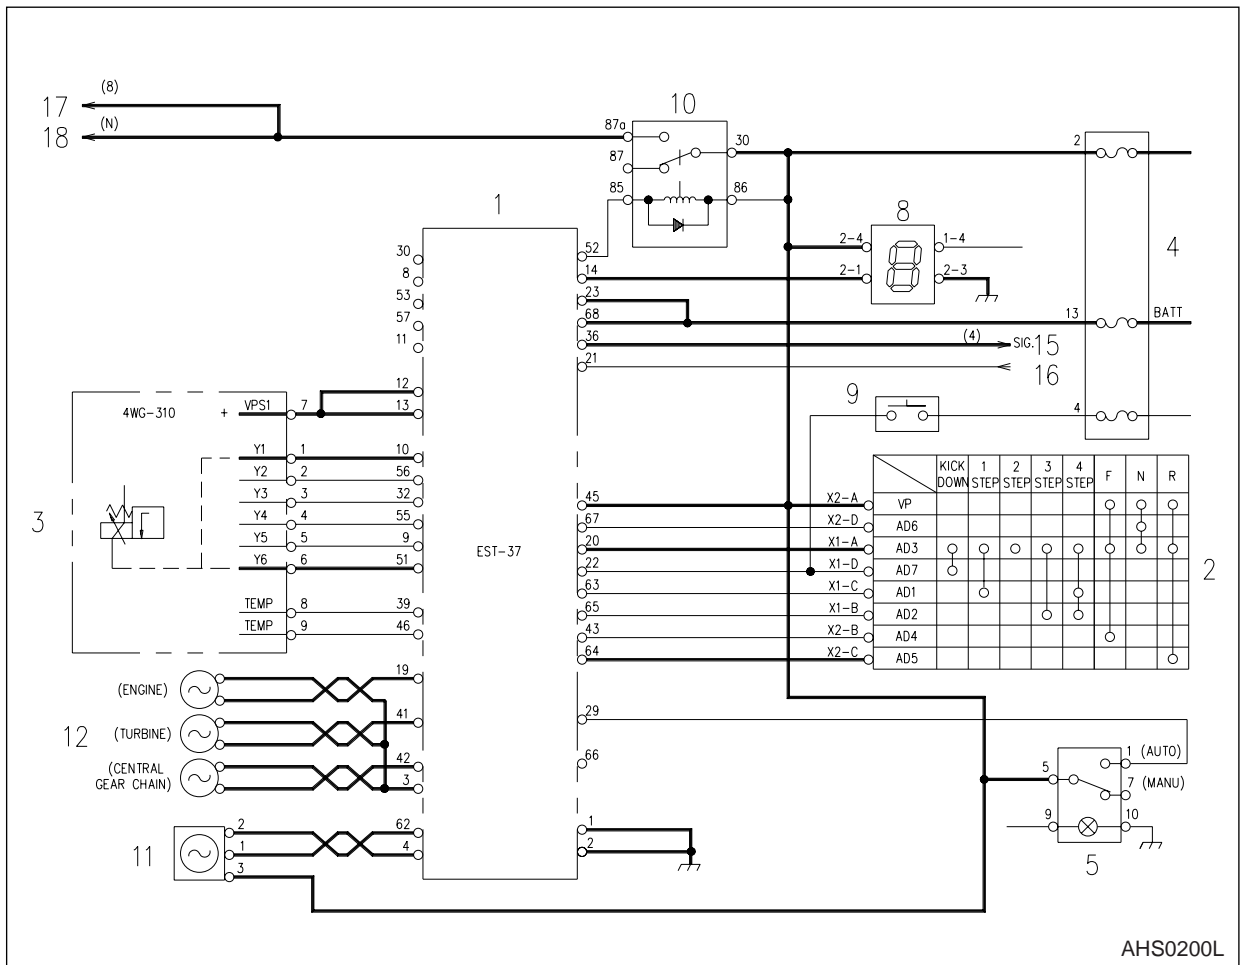 17 (8)
18 (N)
10
87a
30
87
85
86
2
8
2-4
1-4
2-1
2-3
4
13
BATT
1
30
8
53
57
11
52
14
23
68
36
(4)
SIG. 15
21
16
9
4
3
4WG-310
+ VPS1 7
12
13
Y1 1 10
Y2 2 56
Y3 3 32
Y4 4 55
Y5 5 9
Y6 6 51
TEMP 8 39
TEMP 9 46
EST-37
45 X2-A
67 X2-D
20 X1-A
22 X1-D
63 X1-C
65 X1-B
43 X2-B
64 X2-C
KICK DOWN 1 STEP 2 STEP 3 STEP 4 STEP F N R
VP
AD6
AD3
AD7
AD1
AD2
AD4
AD5
2
12
(ENGINE) 19
(TURBINE) 41
(CENTRAL
GEAR CHAIN)
42
3
11
2 62
1 4
3
29
66
1
2
5
1 (AUTO)
7 (MANU)
9
10
5
AHS0200L